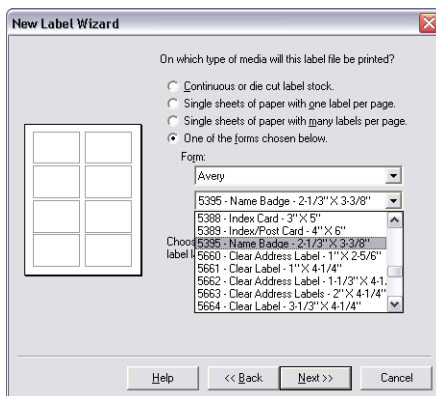 New Label Wizard
On which type of media will this label file be printed?
Continuous or die cut label stock.
Single sheets of paper with one label per page.
Single sheets of paper with many labels per page.
One of the forms chosen below.
Form:
Avery
5395 - Name Badge - 2-1/3" X 3-3/8"
5388 - Index Card - 3" X 5"
5389 - Index/Post Card - 4" X 6"
Choo
5395 - Name Badge - 2-1/3" X 3-3/8"
label l
5660 - Clear Address Label - 1" X 2-5/6"
5661 - Clear Label - 1" X 4-1/4"
5662 - Clear Address Label - 1-1/3" X 4-1.
5663 - Clear Address Labels - 2" X 4-1/4"
5664 - Clear Label - 3-1/3" X 4-1/4"
Help << Back Next >> Cancel